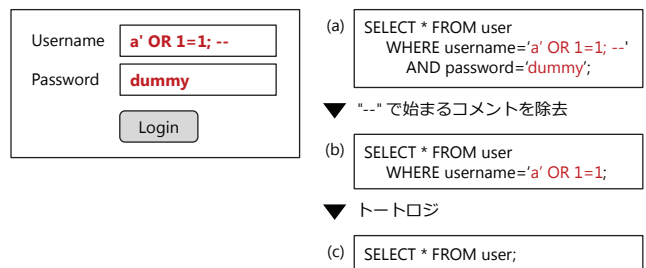 Username
a' OR 1=1; --
Password
dummy
Login
(a)
SELECT * FROM user
WHERE username=‘a’ OR 1=1; --'
AND password=‘dummy’;
▼ "--" で始まるコメントを除去
(b)
SELECT * FROM user
WHERE username=‘a’ OR 1=1;
▼ トートロジ
(c)
SELECT * FROM user;